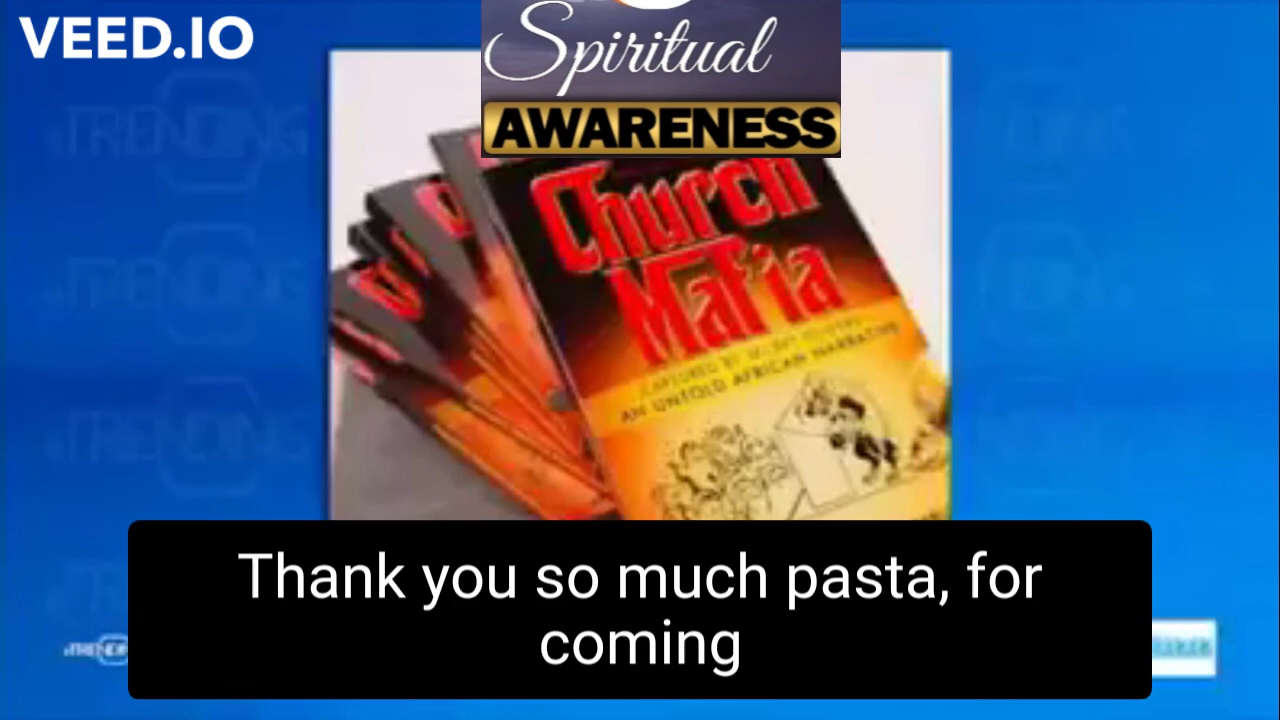 VEED.IO
Spiritual
AWARENESS
Church
Mafia
AN UNTOLD AFRICAN NARRATIVE
Thank you so much pasta, for
coming